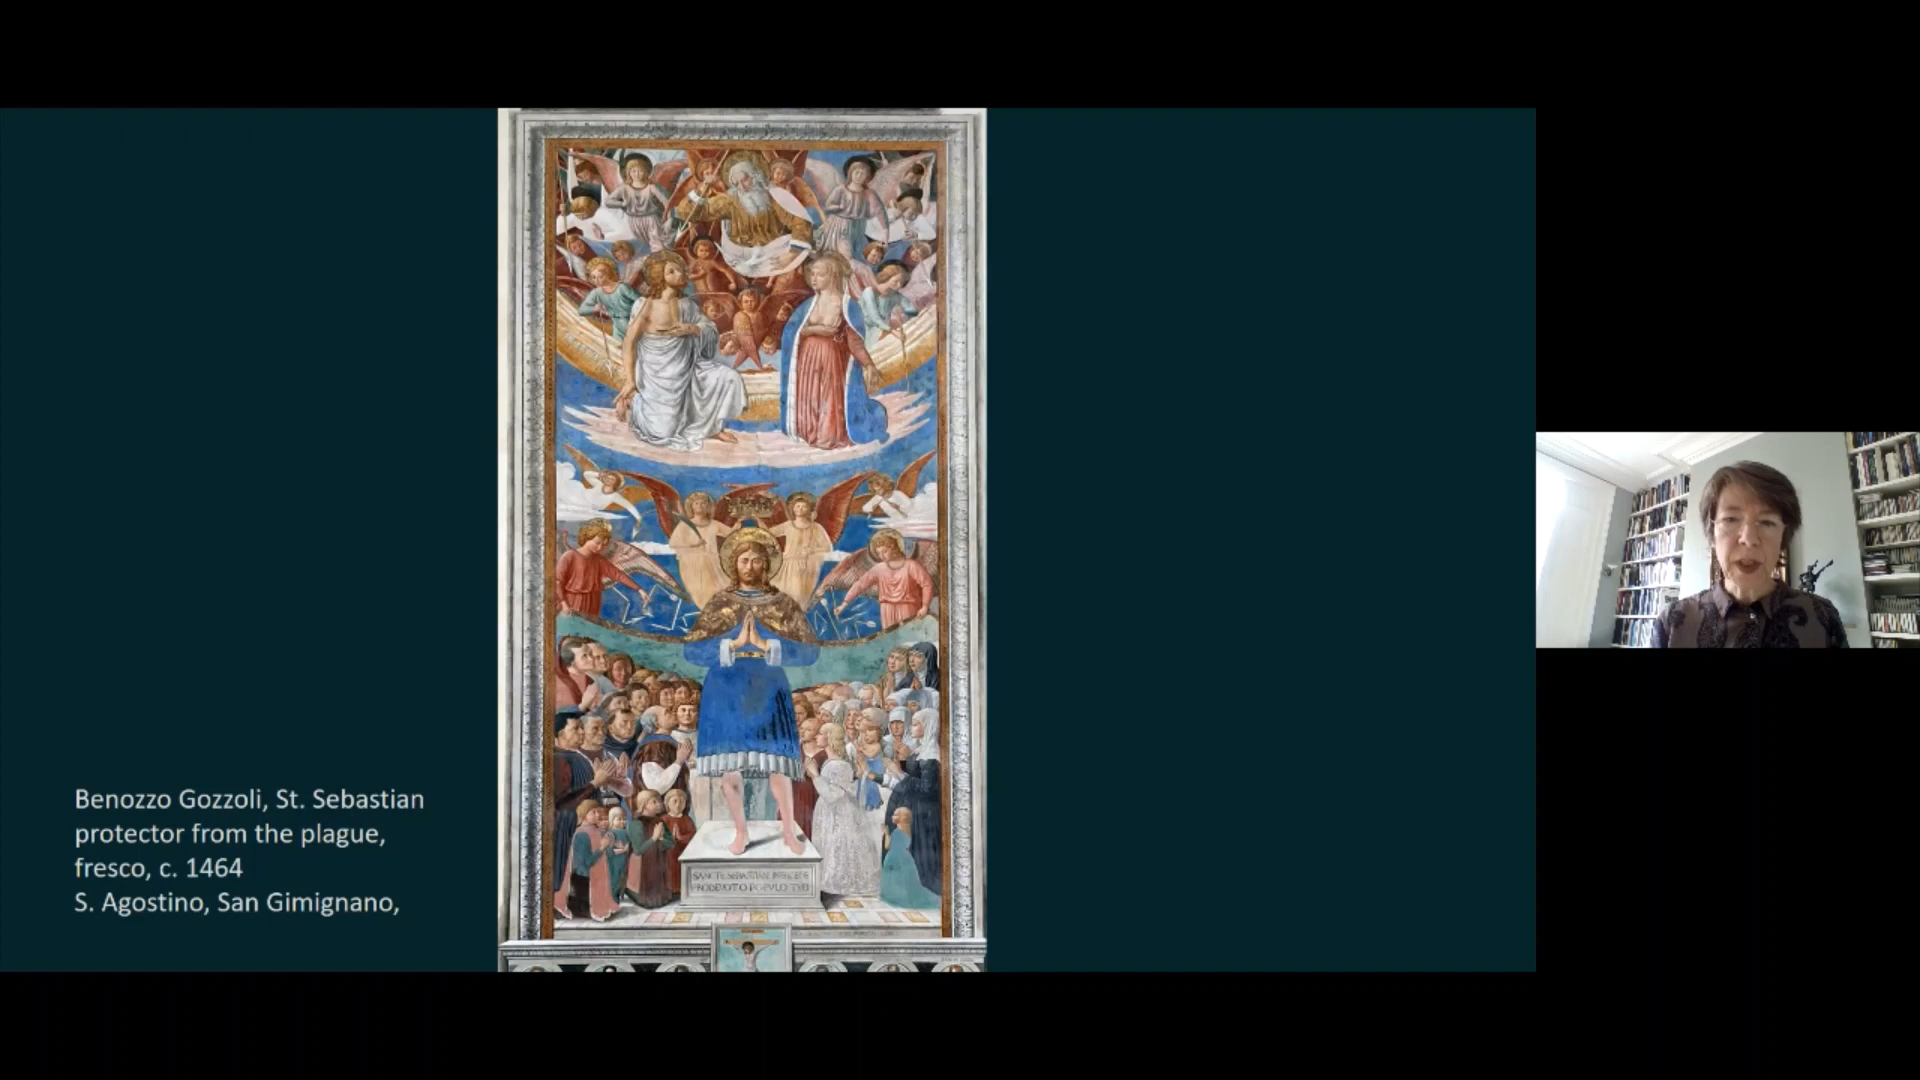 Benozzo Gozzoli, St. Sebastian
protector from the plague,
fresco, c. 1464
S. Agostino, San Gimignano,